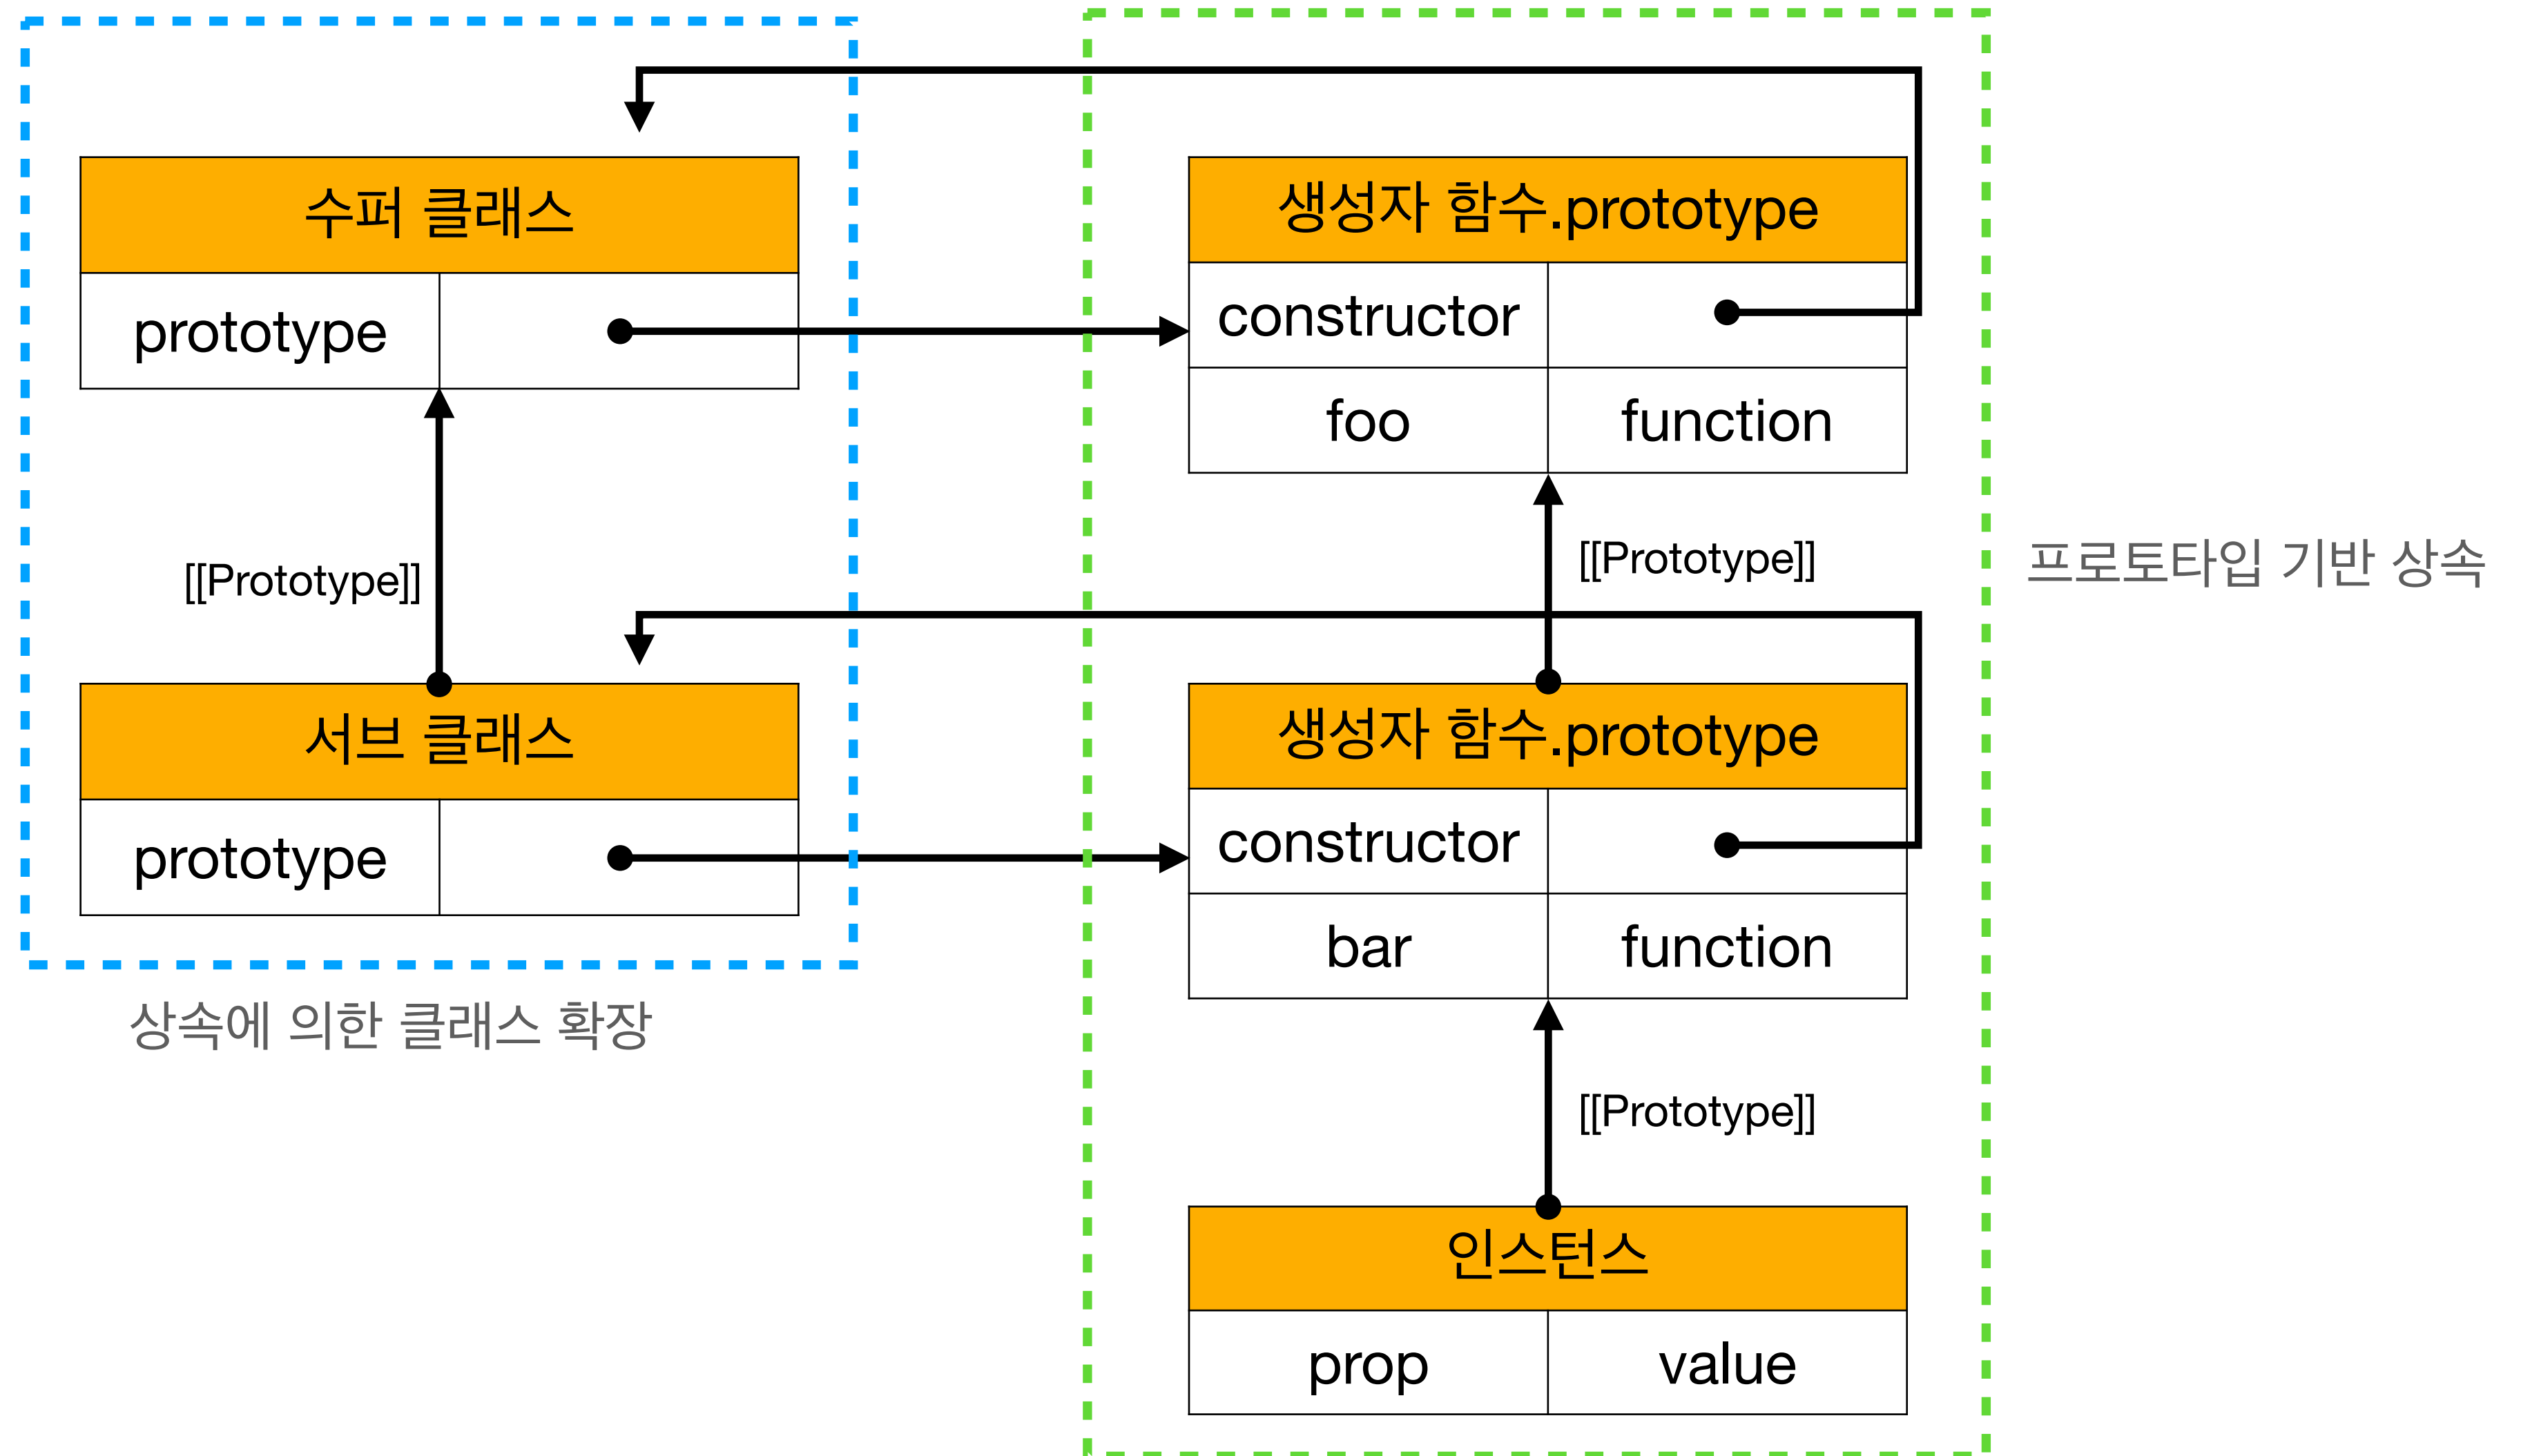 수퍼 클래스
prototype
생성자 함수.prototype
constructor
foo function
[[Prototype]]
[[Prototype]]
프로토타입 기반 상속
서브 클래스
prototype
생성자 함수.prototype
constructor
bar function
상속에 의한 클래스 확장
[[Prototype]]
인스턴스
prop value